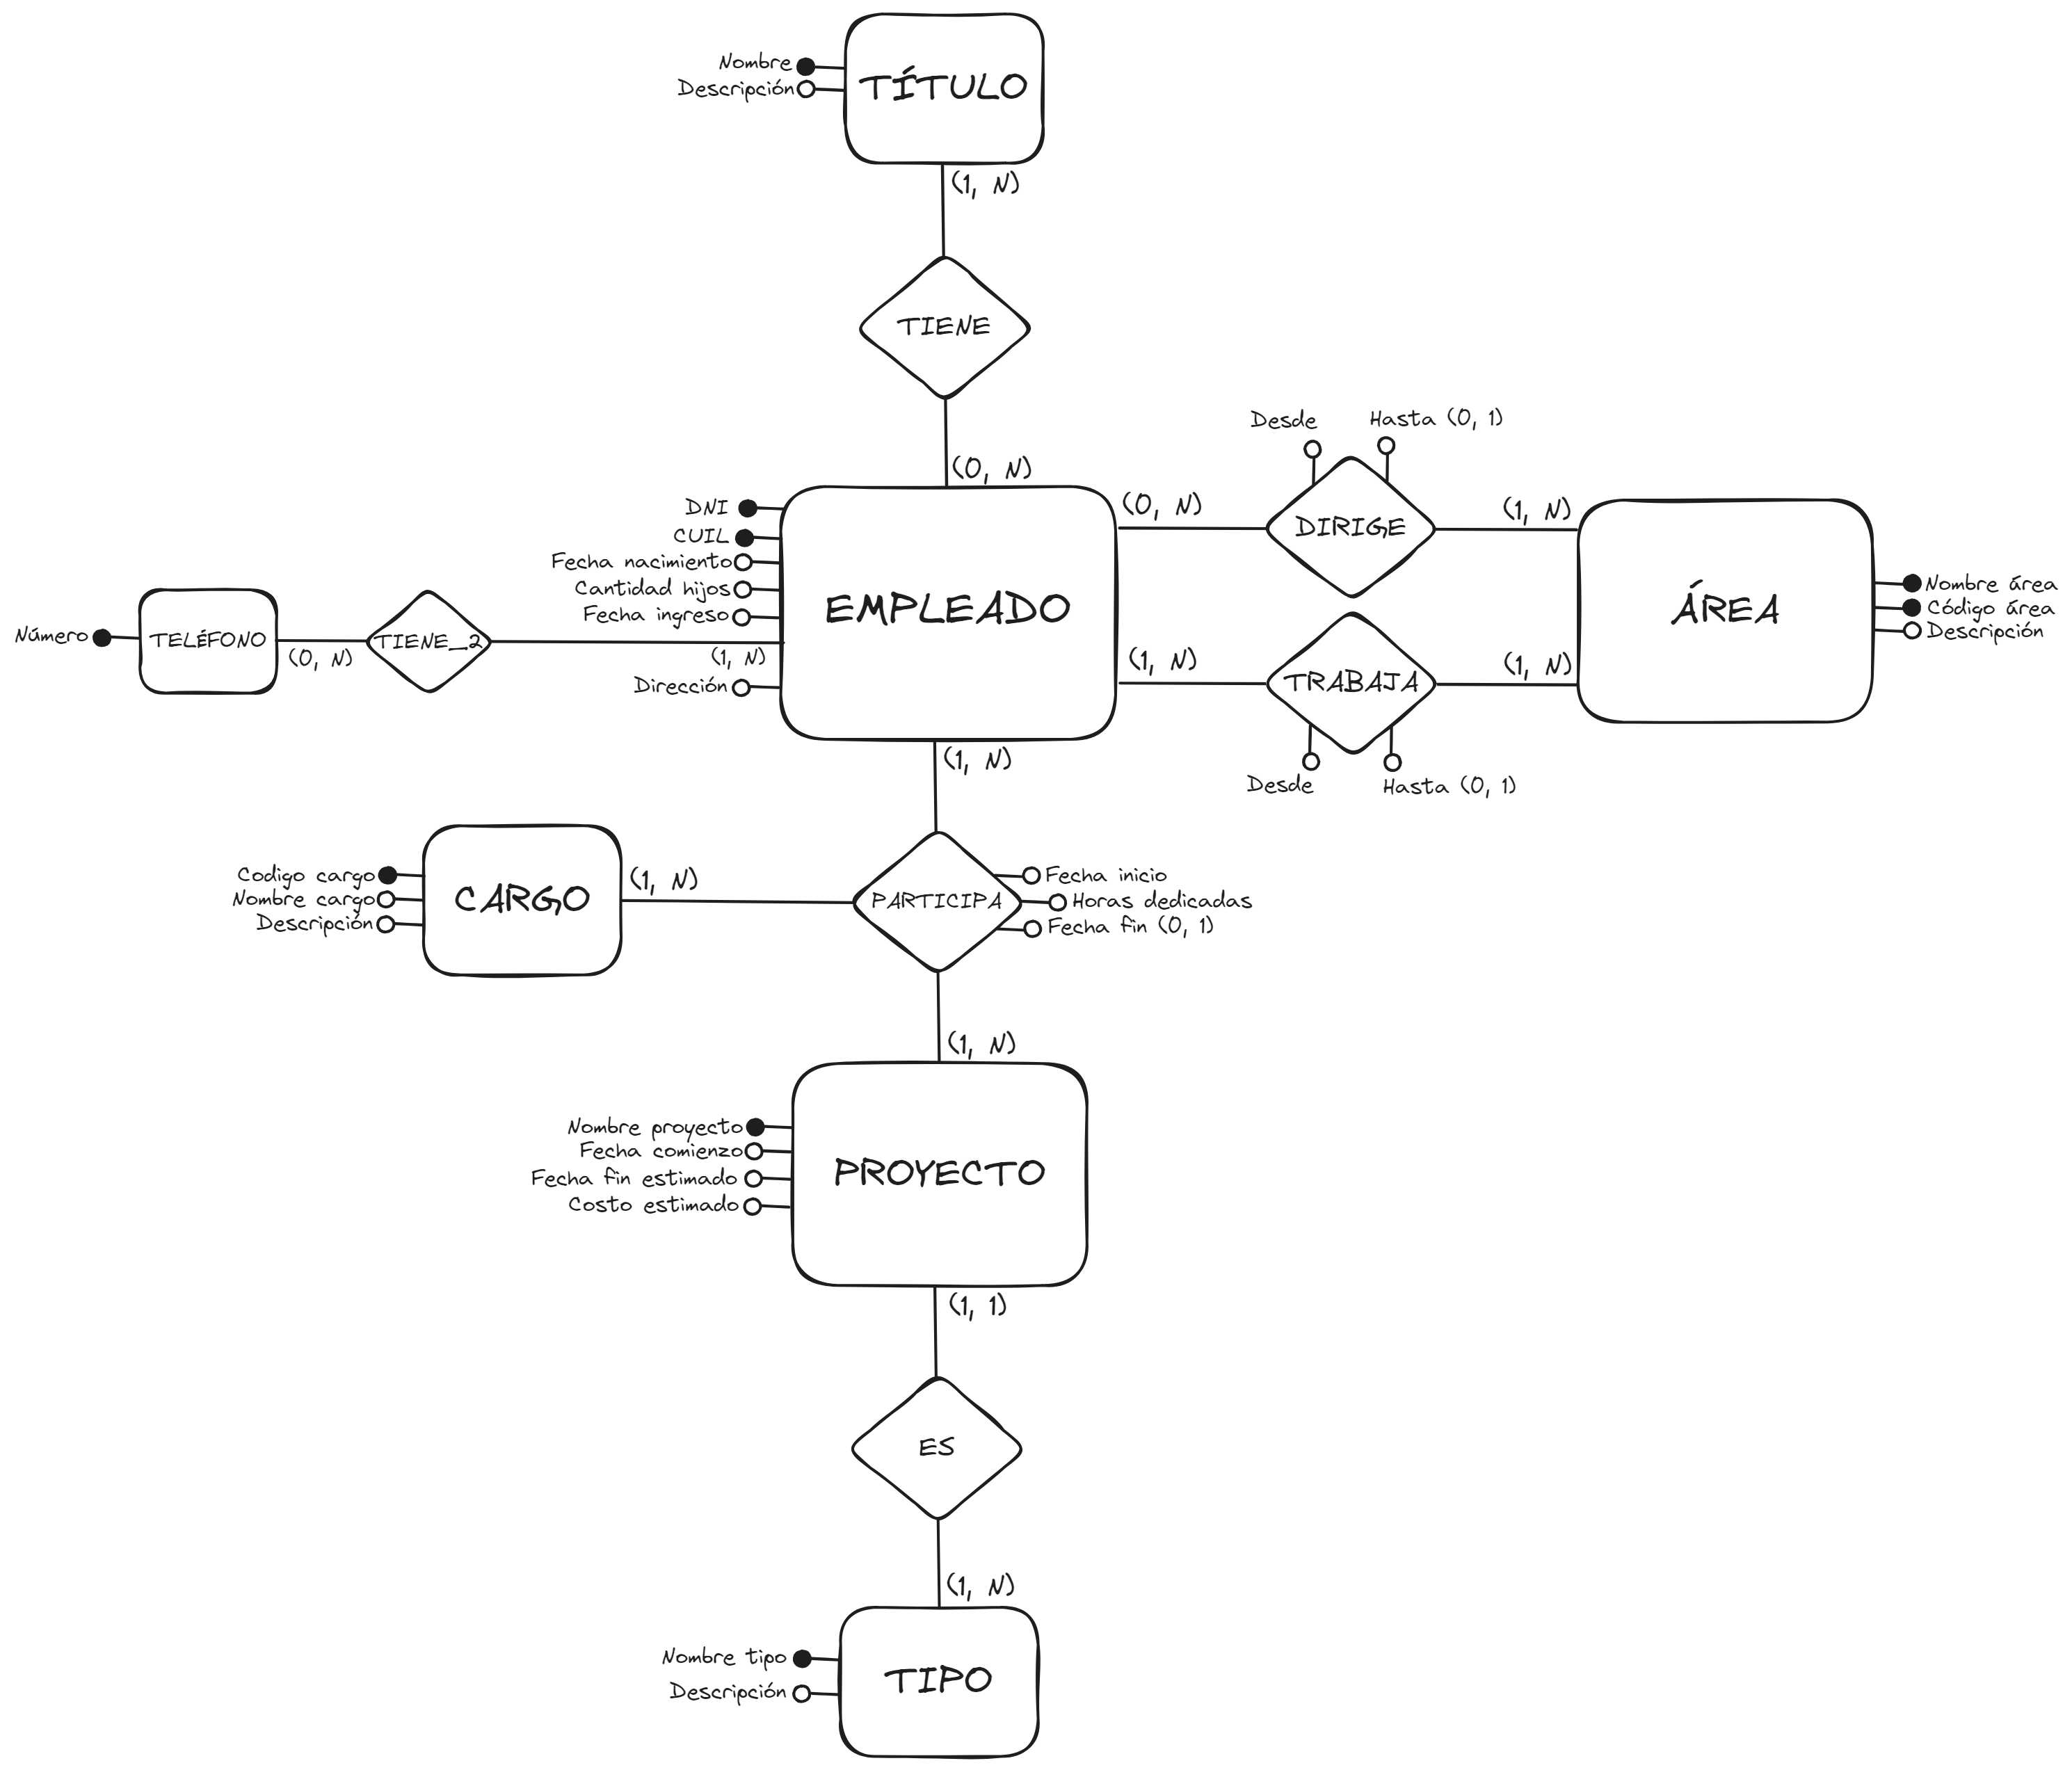 Nombre
Descripción
TÍTULO
(1, N)
TIENE
(0, N)
Desde
Hasta (0, 1)
DNI
CUIL
Fecha nacimiento
Cantidad hijos
Fecha ingreso
Dirección
EMPLEADO
(0, N)
DIRIGE
(1, N)
ÁREA
Nombre área
Código área
Descripción
Número
TELÉFONO
(0, N)
TIENE_2
(1, N)
(1, N)
TRABAJA
(1, N)
Desde
Hasta (0, 1)
(1, N)
Codigo cargo
Nombre cargo
Descripción
CARGO
(1, N)
PARTICIPA
Fecha inicio
Horas dedicadas
Fecha fin (0, 1)
(1, N)
Nombre proyecto
Fecha comienzo
Fecha fin estimado
Costo estimado
PROYECTO
(1, 1)
ES
(1, N)
Nombre tipo
Descripción
TIPO